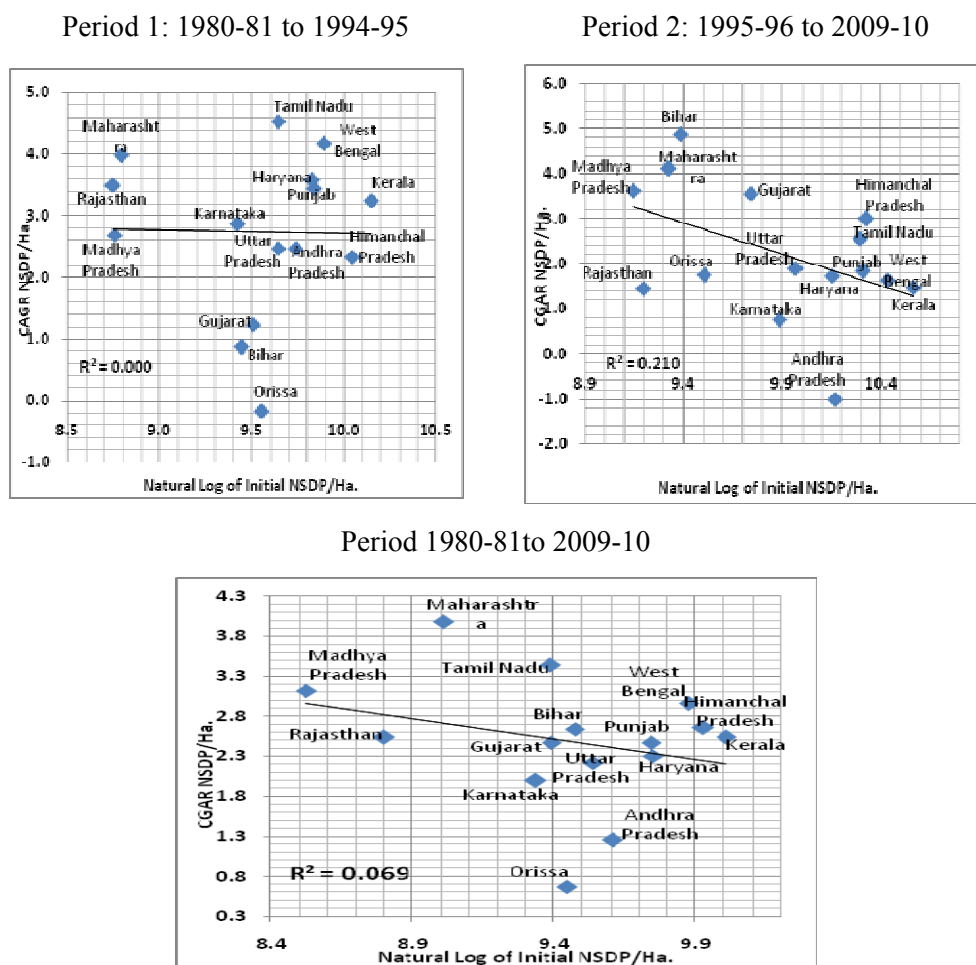 Period 1: 1980-81 to 1994-95
5.0
4.0
3.0
2.0
1.0
0.0
-1.0
CAGR NSDP/Ha.
Tamil Nadu
Maharasht
ra
West
Bengal
Haryana
Punjab
Kerala
Rajasthan
Karnataka
Madhya
Pradesh
Uttar
Pradesh
Andhra
Pradesh
Himanchal
Pradesh
Gujarat
Bihar
R² = 0.000
Orissa
8.5 9.0 9.5 10.0 10.5
Natural Log of Initial NSDP/Ha.
Period 2: 1995-96 to 2009-10
6.0
5.0
4.0
3.0
2.0
1.0
0.0
-1.0
-2.0
CGAR NSDP/Ha.
Bihar
Madhya
Pradesh
Maharasht
ra
Gujarat
Himanchal
Pradesh
Tamil Nadu
Rajasthan
Orissa
Uttar
Pradesh
Haryana
Punjab
West
Bengal
Kerala
Karnataka
Andhra
Pradesh
R² = 0.210
8.9 9.4 9.9 10.4
Natural Log of Initial NSDP/Ha.
Period 1980-81to 2009-10
4.3
3.8
3.3
2.8
2.3
1.8
1.3
0.8
0.3
CGAR NSDP/Ha.
Maharashtr
a
Madhya
Pradesh
Tamil Nadu
West
Bengal
Himanchal
Pradesh
Rajasthan
Bihar
Punjab
Gujarat
Kerala
Uttar
Pradesh
Haryana
Karnataka
Andhra
Pradesh
Orissa
R² = 0.069
8.4 8.9 9.4 9.9
Natural Log of Initial NSDP/Ha.